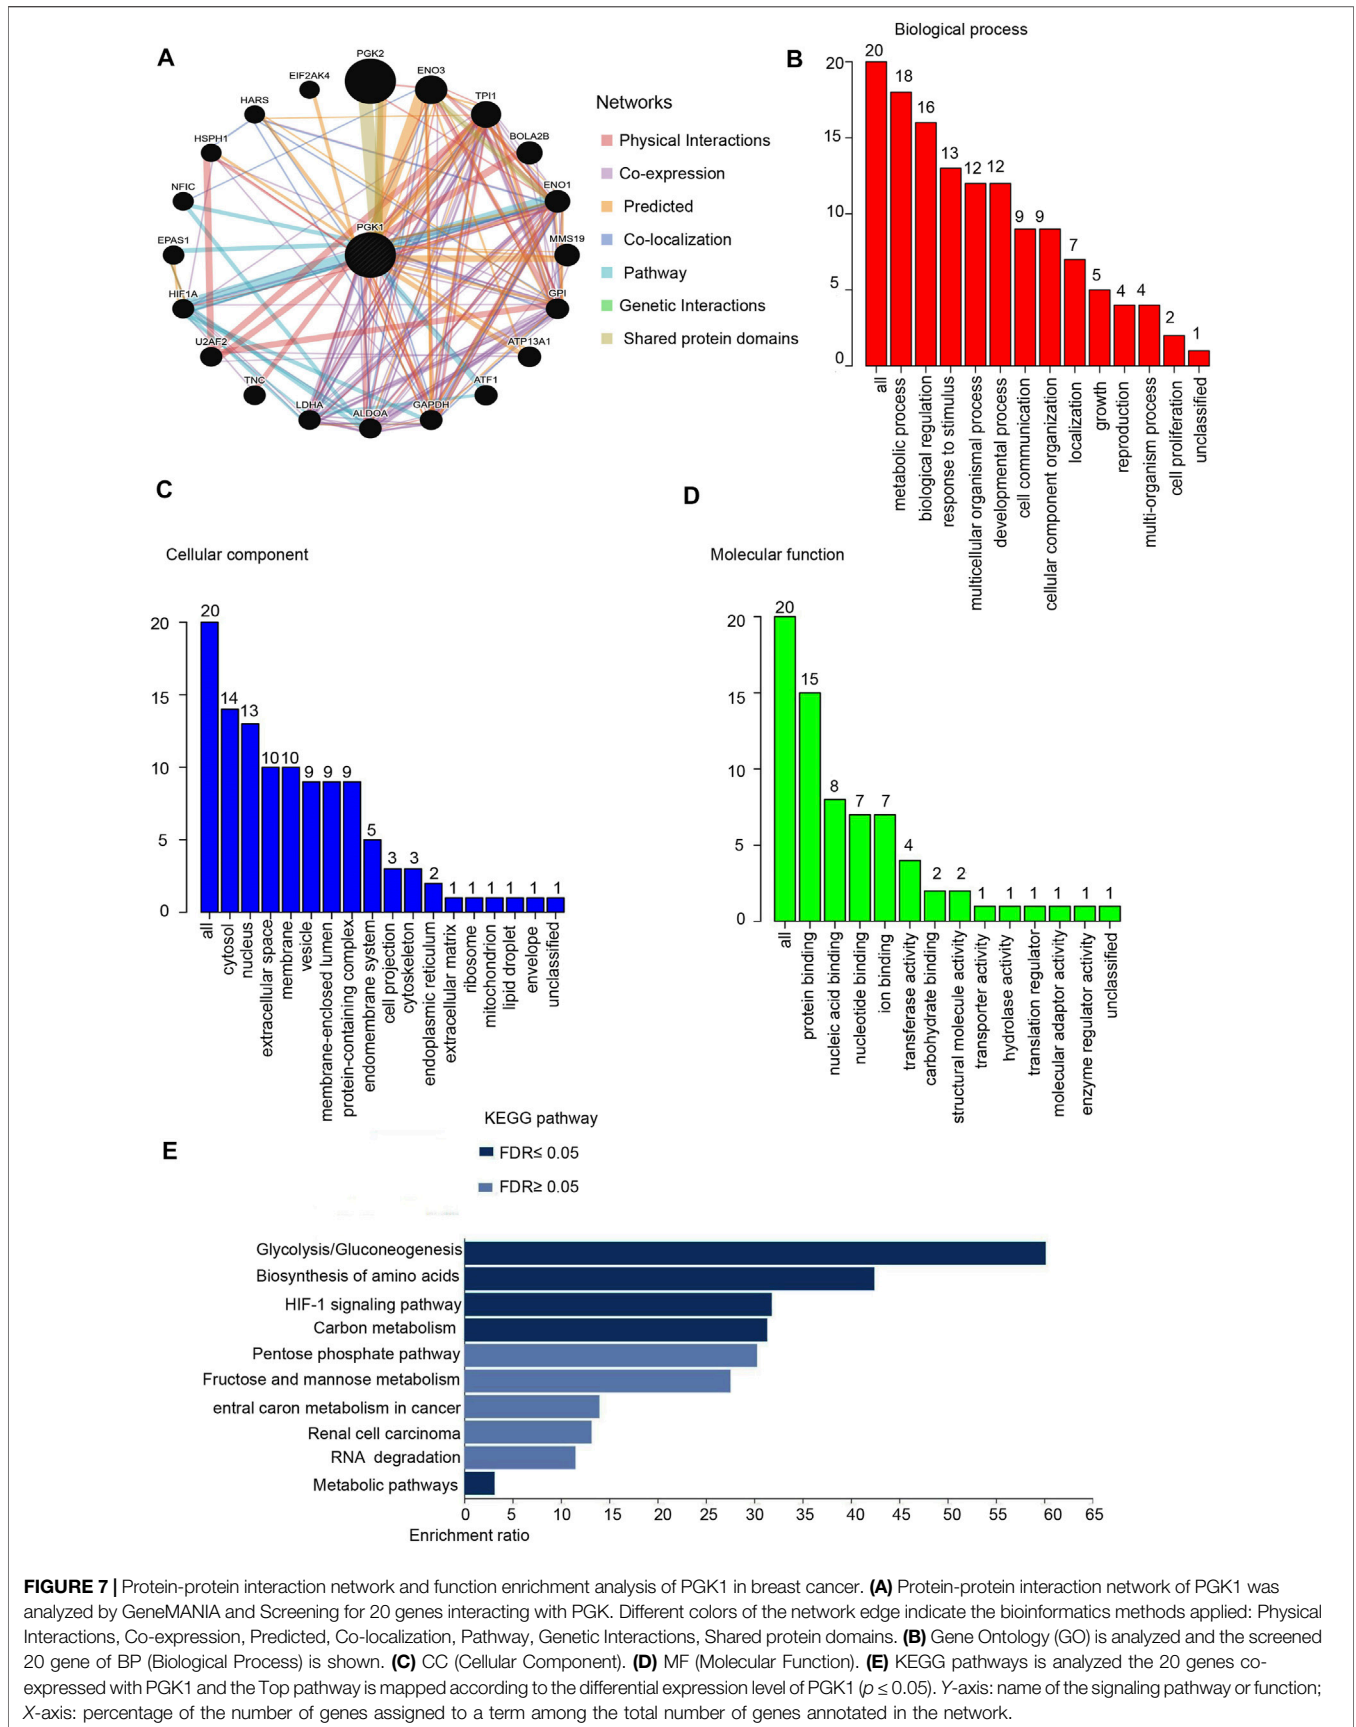 A
PGK2
ENO3
EIF2AK4
TPI1
HARS
BOLA2B
HSPH1
ENO1
NFIC
PGK1
MMS19
EPAS1
GPI
HIF1A
ATP13A1
U2AF2
ATF1
TNC
GAPDH
LDHA
ALDOA
Networks
Physical Interactions
Co-expression
Predicted
Co-localization
Pathway
Genetic Interactions
Shared protein domains
B
Biological process
20
15
10
5
0
20
18
16
13
12
12
9
9
7
5
4
4
2
1
all
metabolic process
biological regulation
response to stimulus
multicellular organismal process
developmental process
cell communication
cellular component organization
localization
growth
reproduction
multi-organism process
cell proliferation
unclassified
C
Cellular component
20
15
10
5
0
20
14
13
10
10
9
9
9
5
3
3
2
1
1
1
1
1
1
all
cytosol
nucleus
extracellular space
membrane
vesicle
membrane-enclosed lumen
protein-containing complex
endomembrane system
cell projection
cytoskeleton
endoplasmic reticulum
extracellular matrix
ribosome
mitochondrion
lipid droplet
envelope
unclassified
D
Molecular function
20
15
10
5
0
20
15
8
7
7
4
2
2
1
1
1
1
1
1
all
protein binding
nucleic acid binding
nucleotide binding
ion binding
transferase activity
carbohydrate binding
structural molecule activity
transporter activity
hydrolase activity
translation regulator
molecular adaptor activity
enzyme regulator activity
unclassified
E
KEGG pathway
FDR≤ 0.05
FDR≥ 0.05
Glycolysis/Gluconeogenesis
Biosynthesis of amino acids
HIF-1 signaling pathway
Carbon metabolism
Pentose phosphate pathway
Fructose and mannose metabolism
entral caron metabolism in cancer
Renal cell carcinoma
RNA degradation
Metabolic pathways
0 5 10 15 20 25 30 35 40 45 50 55 60 65
Enrichment ratio
FIGURE 7 | Protein-protein interaction network and function enrichment analysis of PGK1 in breast cancer. (A) Protein-protein interaction network of PGK1 was
analyzed by GeneMANIA and Screening for 20 genes interacting with PGK. Different colors of the network edge indicate the bioinformatics methods applied: Physical
Interactions, Co-expression, Predicted, Co-localization, Pathway, Genetic Interactions, Shared protein domains. (B) Gene Ontology (GO) is analyzed and the screened
20 gene of BP (Biological Process) is shown. (C) CC (Cellular Component). (D) MF (Molecular Function). (E) KEGG pathways is analyzed the 20 genes co-
expressed with PGK1 and the Top pathway is mapped according to the differential expression level of PGK1 (p ≤ 0.05). Y-axis: name of the signaling pathway or function;
X-axis: percentage of the number of genes assigned to a term among the total number of genes annotated in the network.